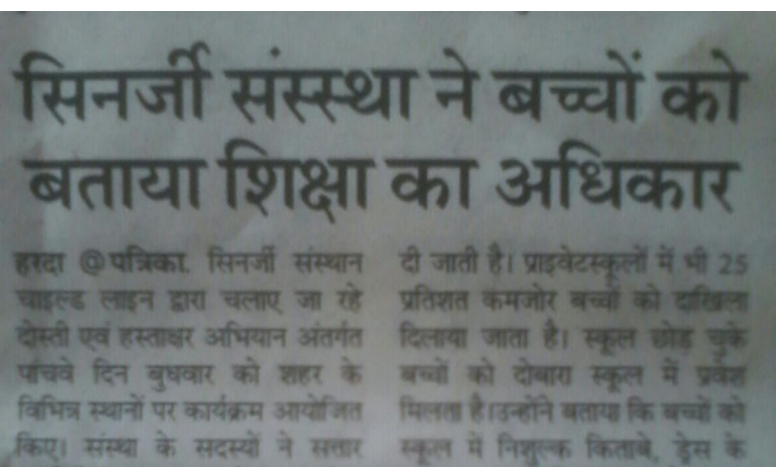 सिनर्जी संस्स्था ने बच्चों को
बताया शिक्षा का अधिकार
हरदा @ पत्रिका. सिनर्जी संस्थान
चाइल्ड लाइन द्वारा चलाए जा रहे
दोस्ती एवं हस्ताक्षर अभियान अंतर्गत
पांचवे दिन बुधवार को शहर के
विभिन्न स्थानों पर कार्यक्रम आयोजित
किए। संस्था के सदस्यों ने सत्तार
दी जाती है। प्राइवेटस्कूलों में भी 25
प्रतिशत कमजोर बच्चों को दाखिला
दिलाया जाता है। स्कूल छोड चुके
बच्चों को दोबारा स्कूल में प्रवेश
मिलता है।उन्होंने बताया कि बच्चों को
स्कूल में निशुल्क किताबे, ड्रेस के